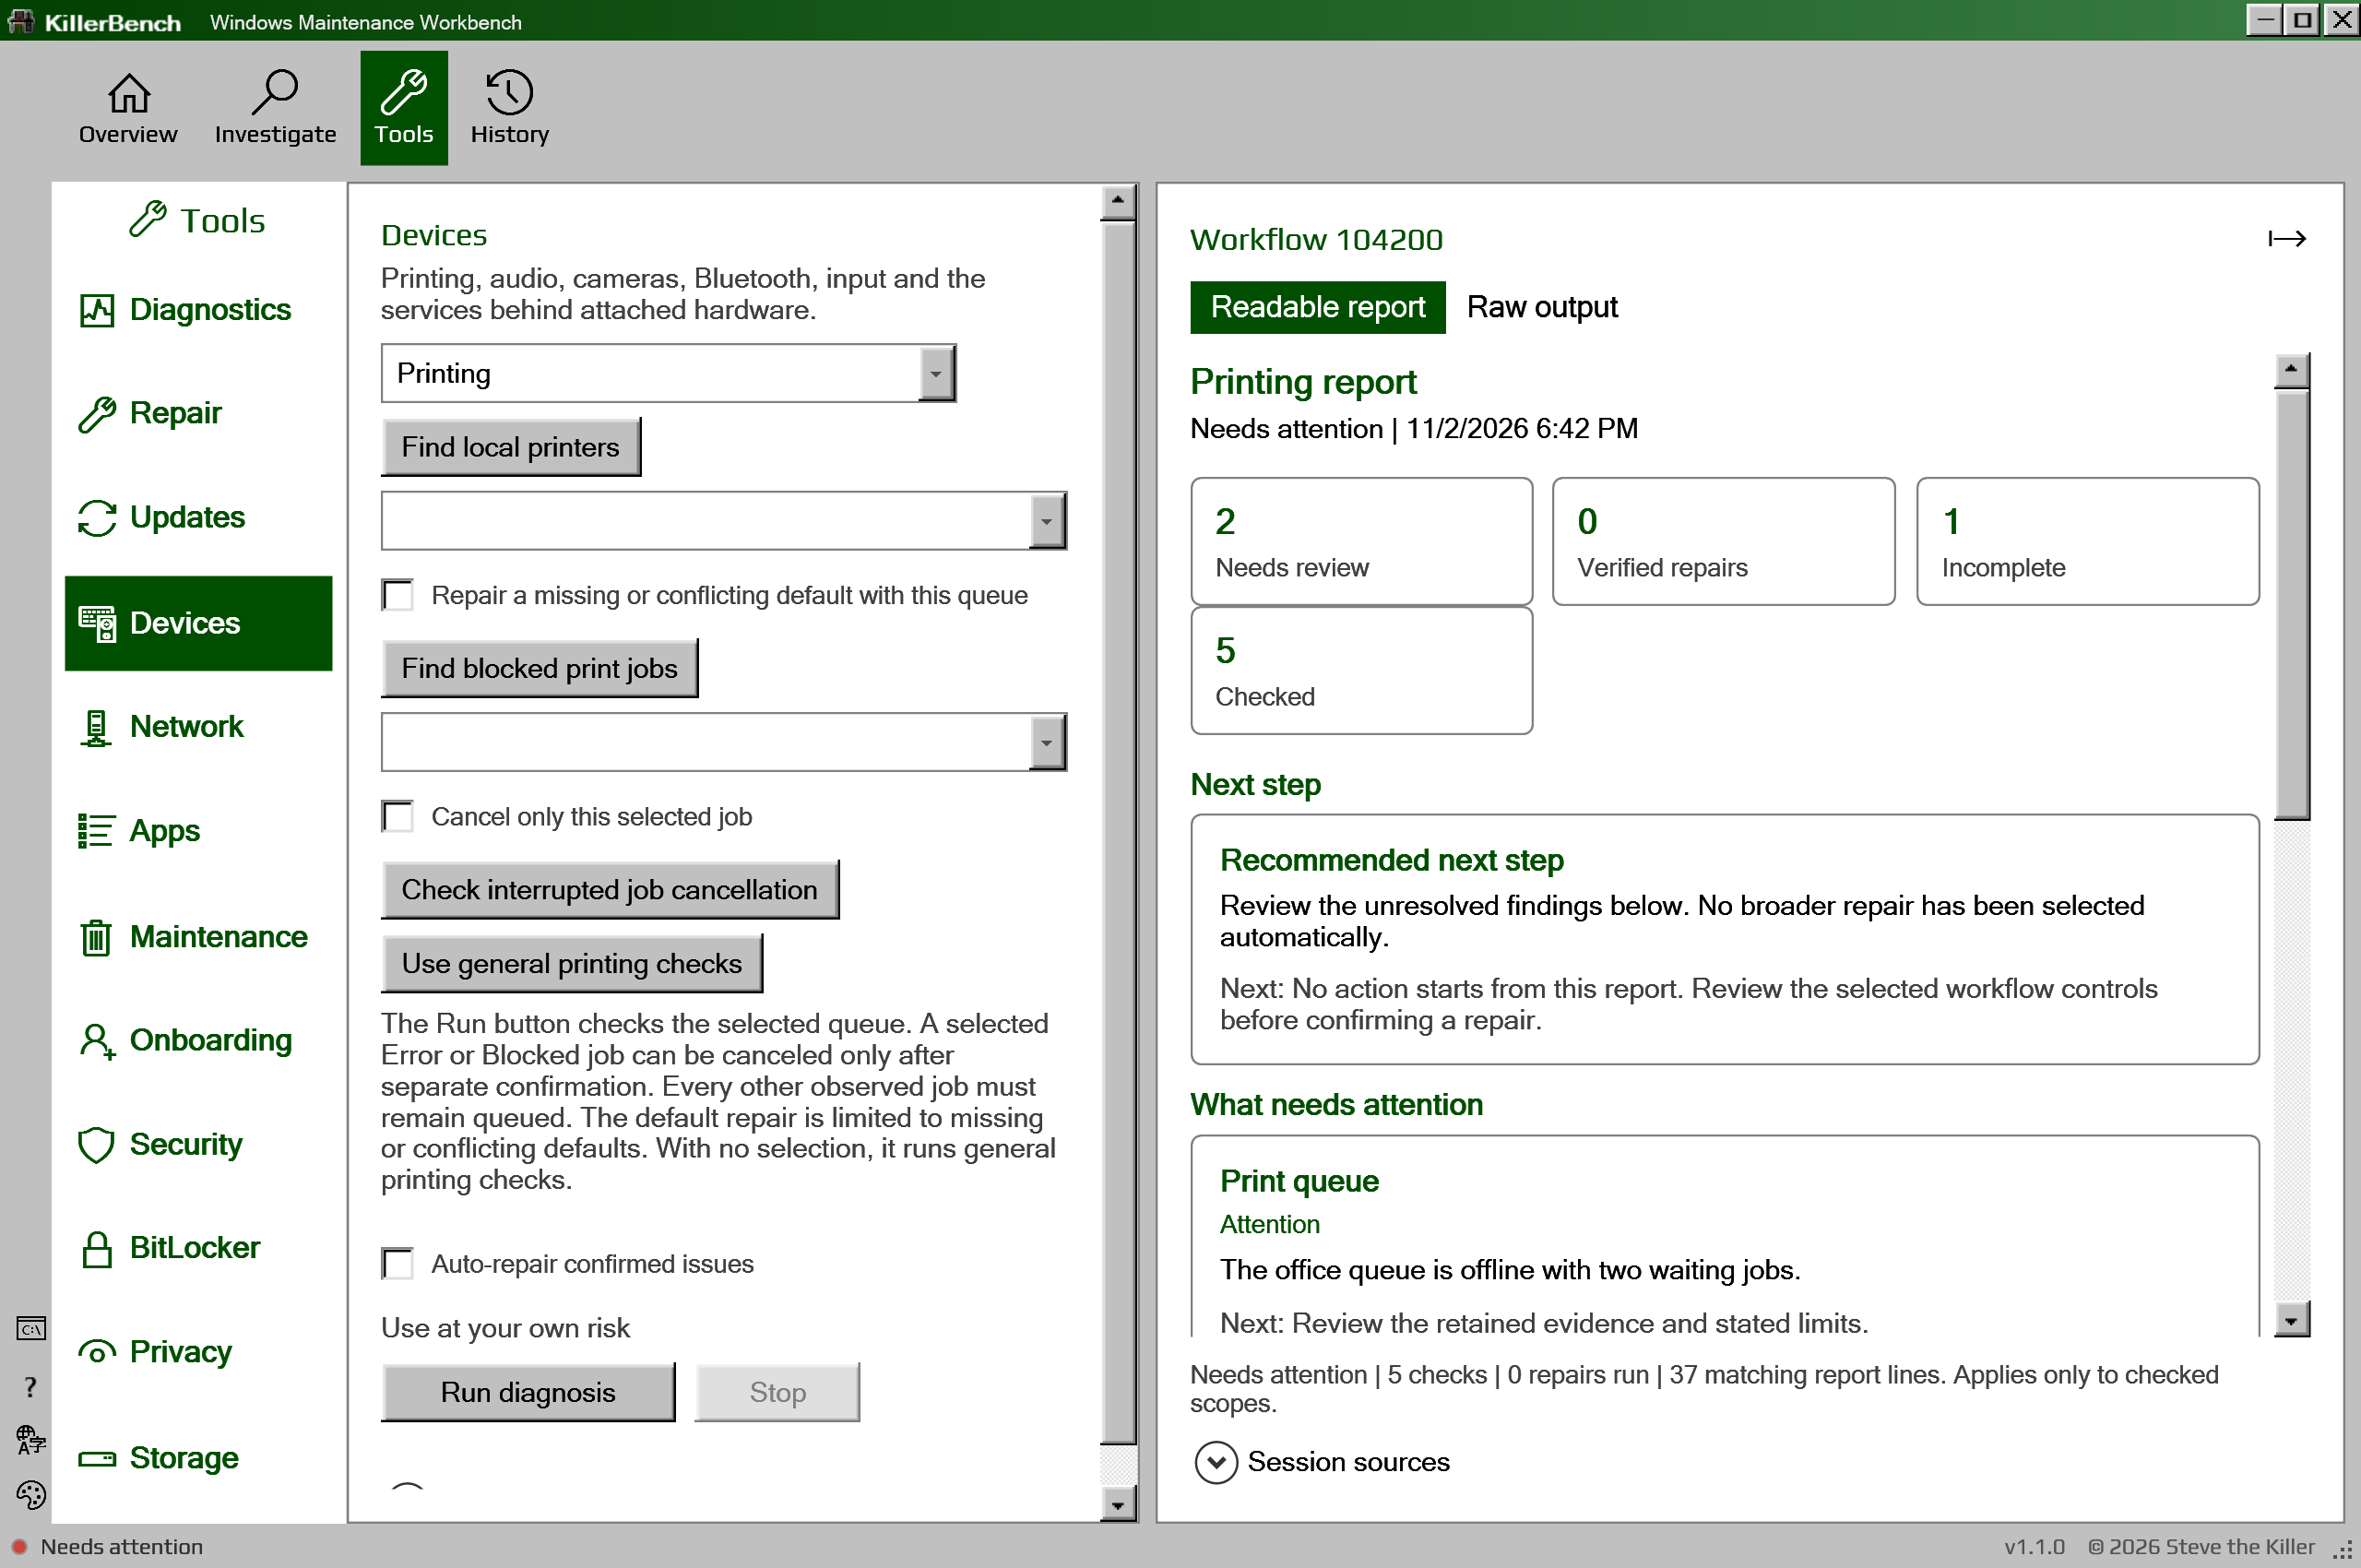 KillerBench Windows Maintenance Workbench
Overview
Investigate
Tools
History
Tools
Diagnostics
Repair
Updates
Devices
Network
Apps
Maintenance
Onboarding
Security
BitLocker
Privacy
Storage
C:\
?
A字
Devices
Printing, audio, cameras, Bluetooth, input and the
services behind attached hardware.
Printing
Find local printers
Repair a missing or conflicting default with this queue
Find blocked print jobs
Cancel only this selected job
Check interrupted job cancellation
Use general printing checks
The Run button checks the selected queue. A selected
Error or Blocked job can be canceled only after
separate confirmation. Every other observed job must
remain queued. The default repair is limited to missing
or conflicting defaults. With no selection, it runs general
printing checks.
Auto-repair confirmed issues
Use at your own risk
Run diagnosis
Stop
Workflow 104200
Readable report
Raw output
Printing report
Needs attention | 11/2/2026 6:42 PM
2
Needs review
0
Verified repairs
1
Incomplete
5
Checked
Next step
Recommended next step
Review the unresolved findings below. No broader repair has been selected
automatically.
Next: No action starts from this report. Review the selected workflow controls
before confirming a repair.
What needs attention
Print queue
Attention
The office queue is offline with two waiting jobs.
Next: Review the retained evidence and stated limits.
Needs attention | 5 checks | 0 repairs run | 37 matching report lines. Applies only to checked
scopes.
Session sources
Needs attention
v1.1.0 © 2026 Steve the Killer